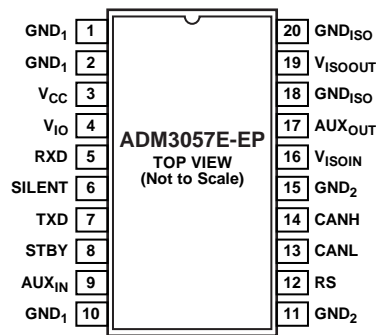 GND1 1
GND1 2
VCC 3
VIO 4
RXD 5
SILENT 6
TXD 7
STBY 8
AUXIN 9
GND1 10
ADM3057E-EP
TOP VIEW
(Not to Scale)
20 GNDISO
19 VISOOUT
18 GNDISO
17 AUXOUT
16 VISOIN
15 GND2
14 CANH
13 CANL
12 RS
11 GND2